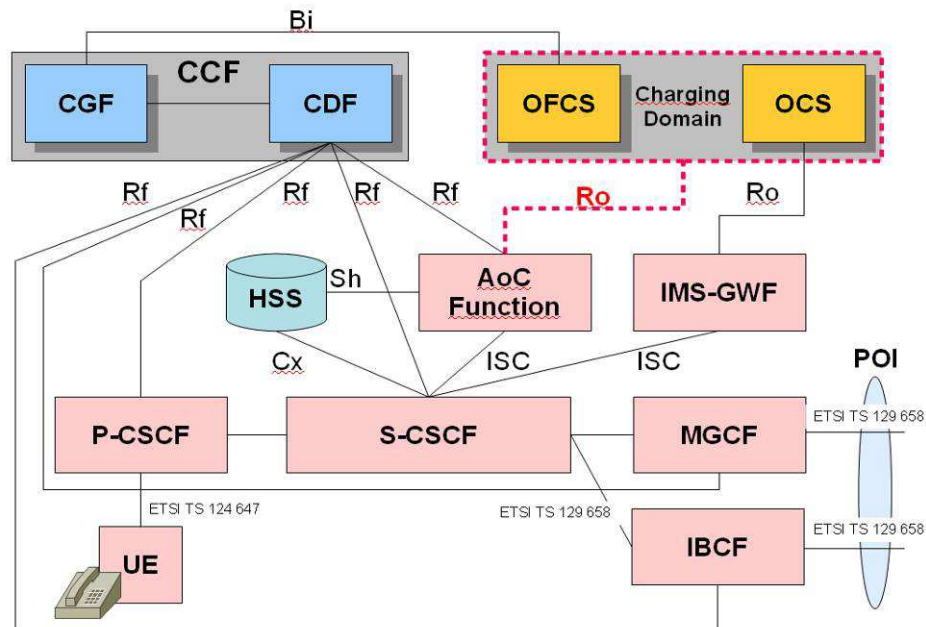 Bi
CCF
CGF
CDF
OFCS
Charging
Domain
OCS
Rf
Rf
Rf
Rf
Rf
Ro
Ro
HSS
Sh
AoC
Function
IMS-GWF
Cx
ISC
ISC
POI
P-CSCF
S-CSCF
MGCF
ETSI TS 129 658
ETSI TS 124 647
ETSI TS 129 658
UE
IBCF
ETSI TS 129 658